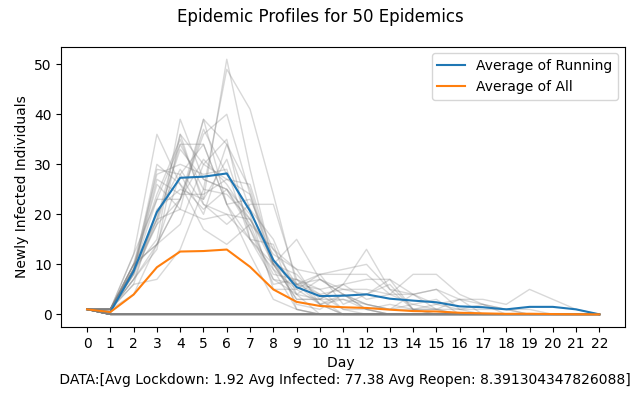 Epidemic Profiles for 50 Epidemics
50
40
30
20
10
0
Newly Infected Individuals
Average of Running
Average of All
0 1 2 3 4 5 6 7 8 9 10 11 12 13 14 15 16 17 18 19 20 21 22
Day
DATA:[Avg Lockdown: 1.92 Avg Infected: 77.38 Avg Reopen: 8.391304347826088]